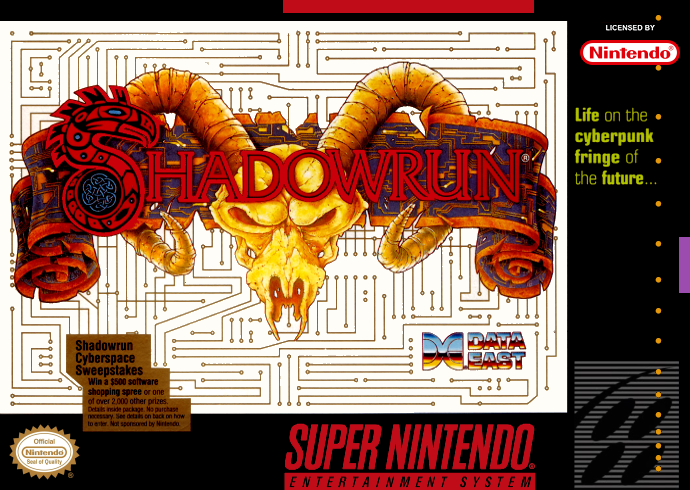 LICENSED BY
Nintendo®
Life on the
cyberpunk
fringe of
the future...
SHADOWRUN®
DATA
EAST
Shadowrun
Cyberspace
Sweepstakes
Win a $500 software
shopping spree or one
of over 2,000 other prizes.
Details inside package. No purchase
necessary. See details on back on how
to enter. Not sponsored by Nintendo.
Official
Nintendo
Seal of Quality
®
SUPER NINTENDO®
ENTERTAINMENT SYSTEM